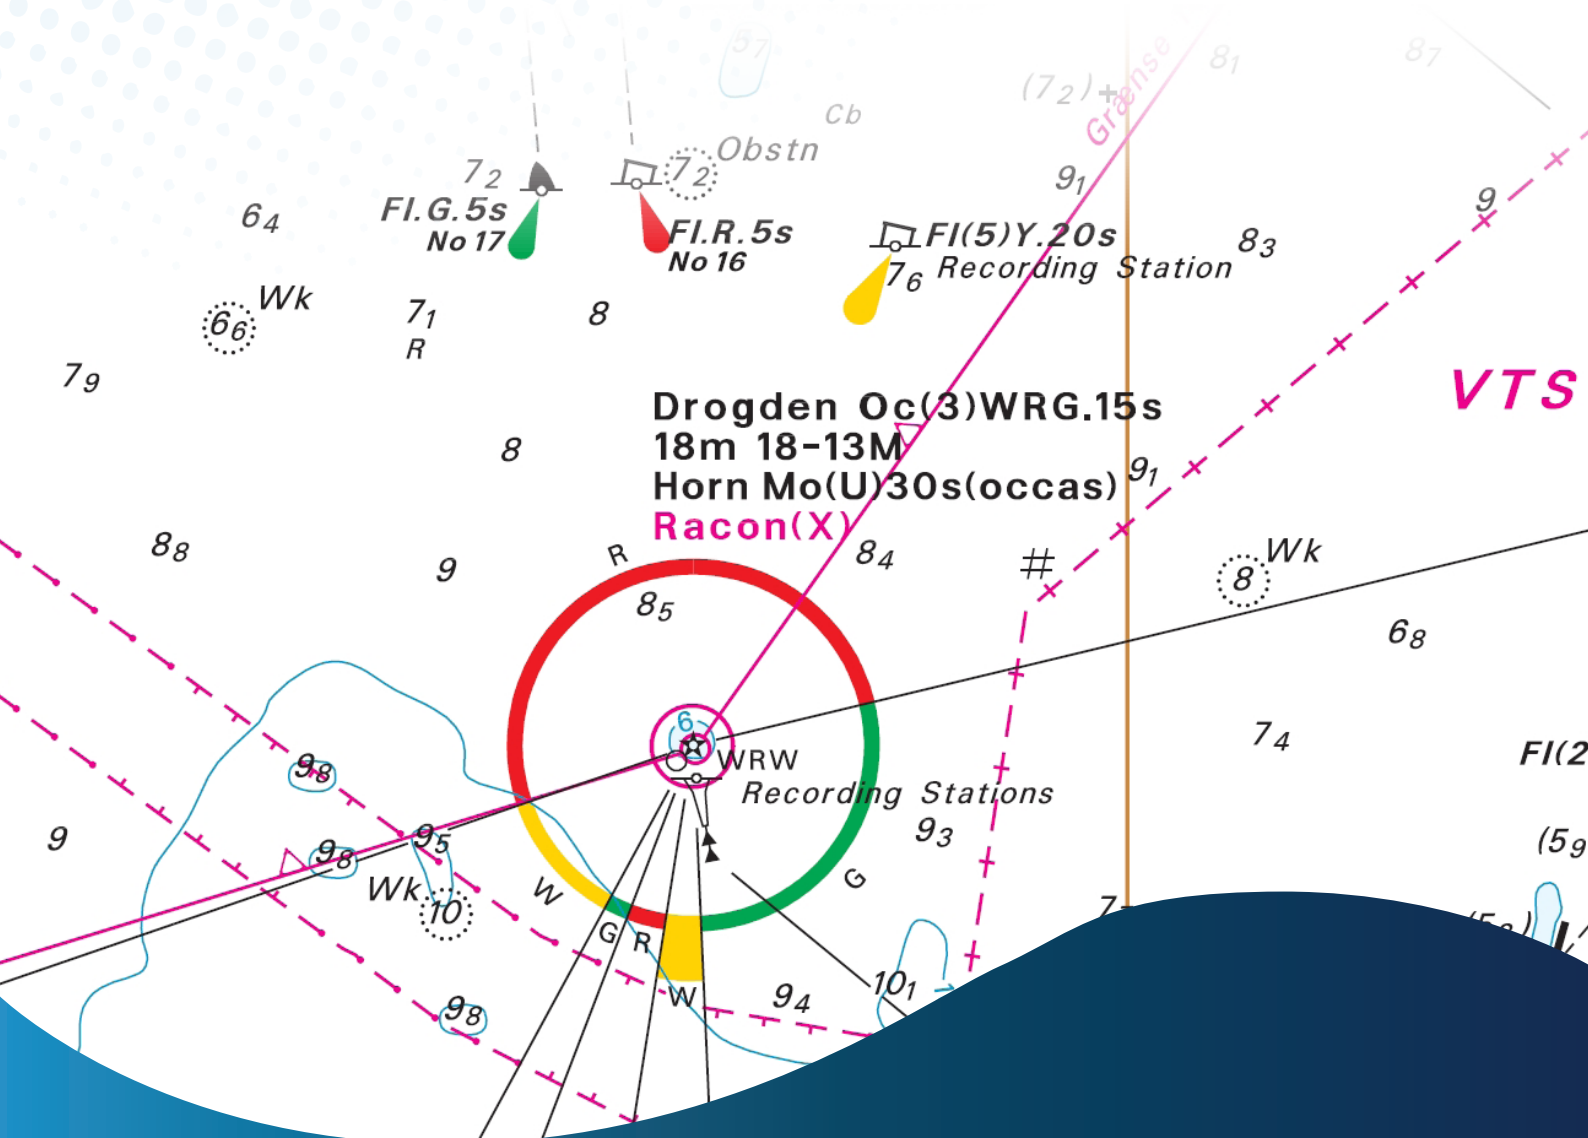 57
81
87
(72)
Grænse
Cb
Obstn
72
72
91
9
64
Fl.G.5s
No 17
Fl.R.5s
No 16
Fl(5)Y.20s
76 Recording Station
83
Wk
66
71
R
8
79
VTS
Drogden Oc(3)WRG.15s
18m 18-13M
Horn Mo(U)30s(occas)
Racon(X)
8
91
88
9
R
84
#
Wk
8
85
68
6
WRW
Recording Stations
74
Fl(2
98
9
98
95
93
(59
Wk
10
W
G
G
R
W
7
101
94
98